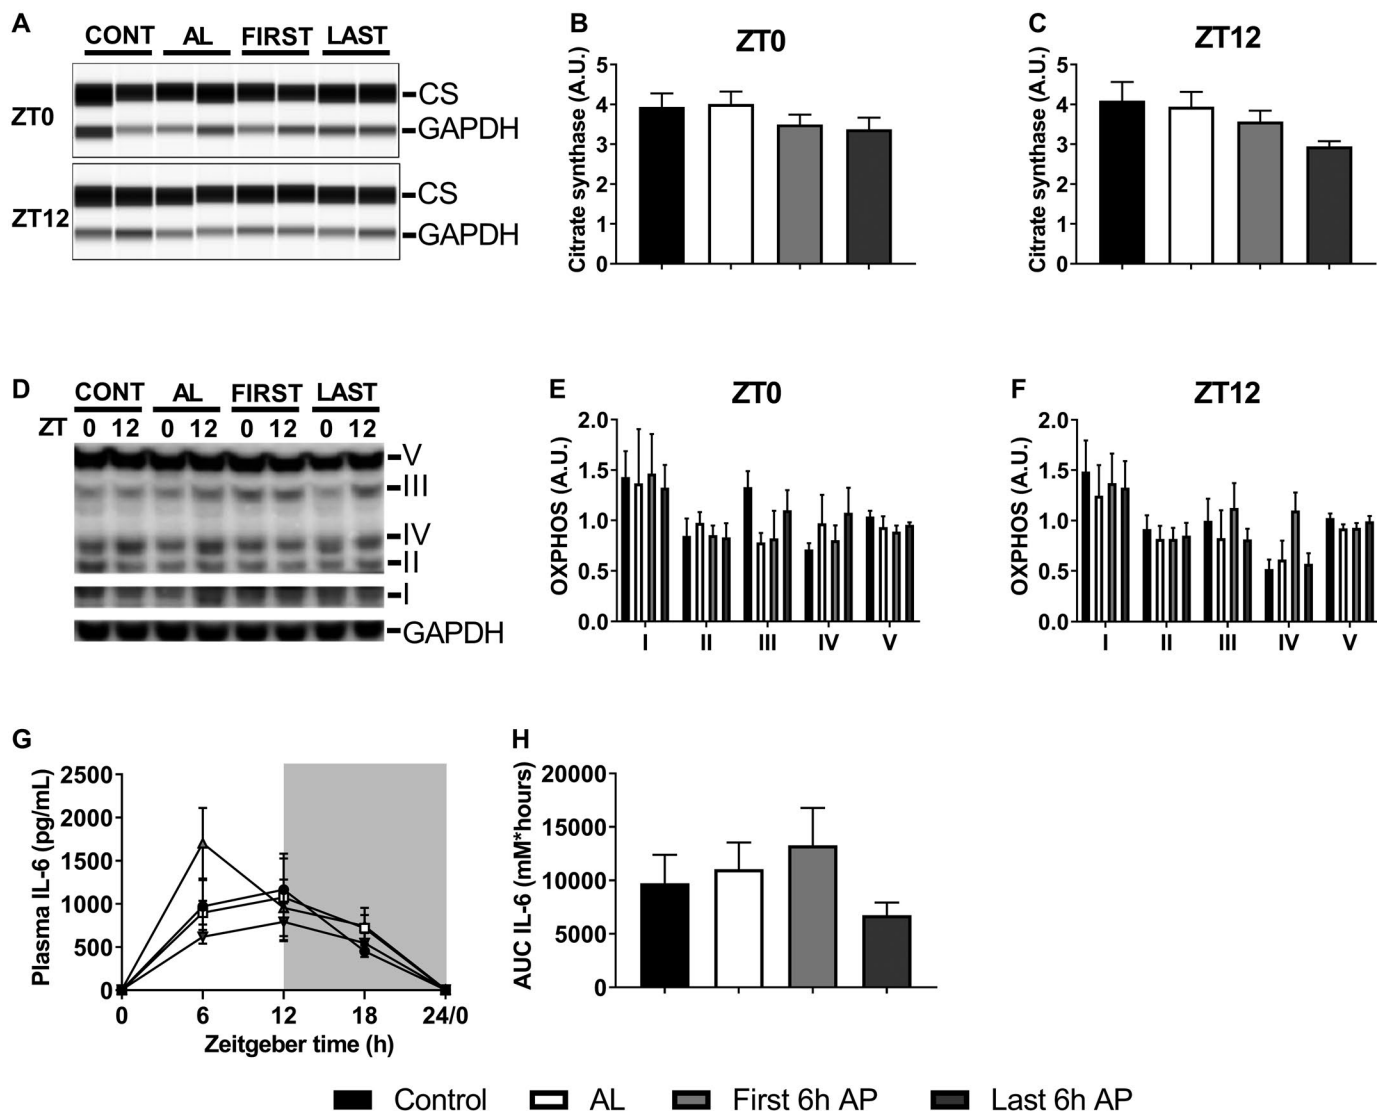 A
CONT AL FIRST LAST
ZT0
CS
GAPDH
ZT12
CS
GAPDH
B
ZT0
Citrate synthase (A.U.)
5
4
3
2
1
0
C
ZT12
Citrate synthase (A.U.)
5
4
3
2
1
0
D
CONT AL FIRST LAST
ZT 0 12 0 12 0 12 0 12
V
III
IV
II
I
GAPDH
E
ZT0
OXPHOS (A.U.)
2.0
1.5
1.0
0.5
0.0
I II III IV V
F
ZT12
OXPHOS (A.U.)
2.0
1.5
1.0
0.5
0.0
I II III IV V
G
Plasma IL-6 (pg/mL)
2500
2000
1500
1000
500
0
0 6 12 18 24/0
Zeitgeber time (h)
H
AUC IL-6 (mM*hours)
20000
15000
10000
5000
0
Control AL First 6h AP Last 6h AP